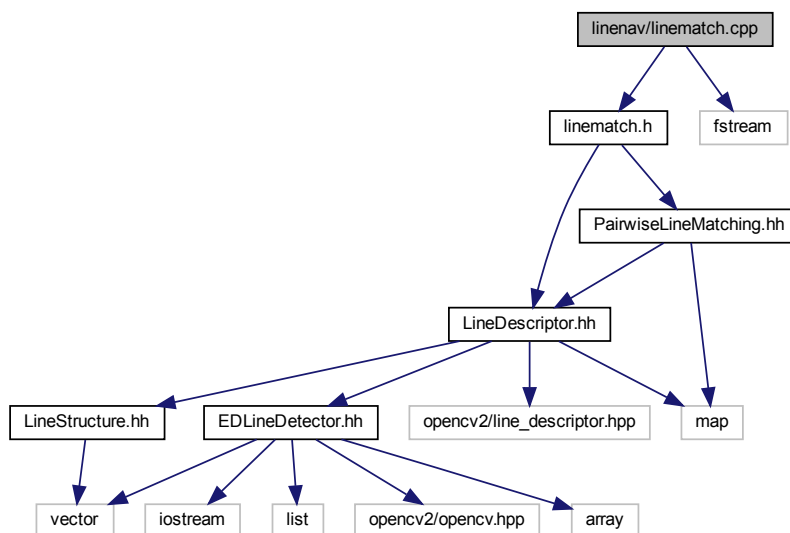 linenav/linematch.cpp
linematch.h
fstream
PairwiseLineMatching.hh
LineDescriptor.hh
LineStructure.hh
EDLineDetector.hh
opencv2/line_descriptor.hpp
map
vector
iostream
list
opencv2/opencv.hpp
array